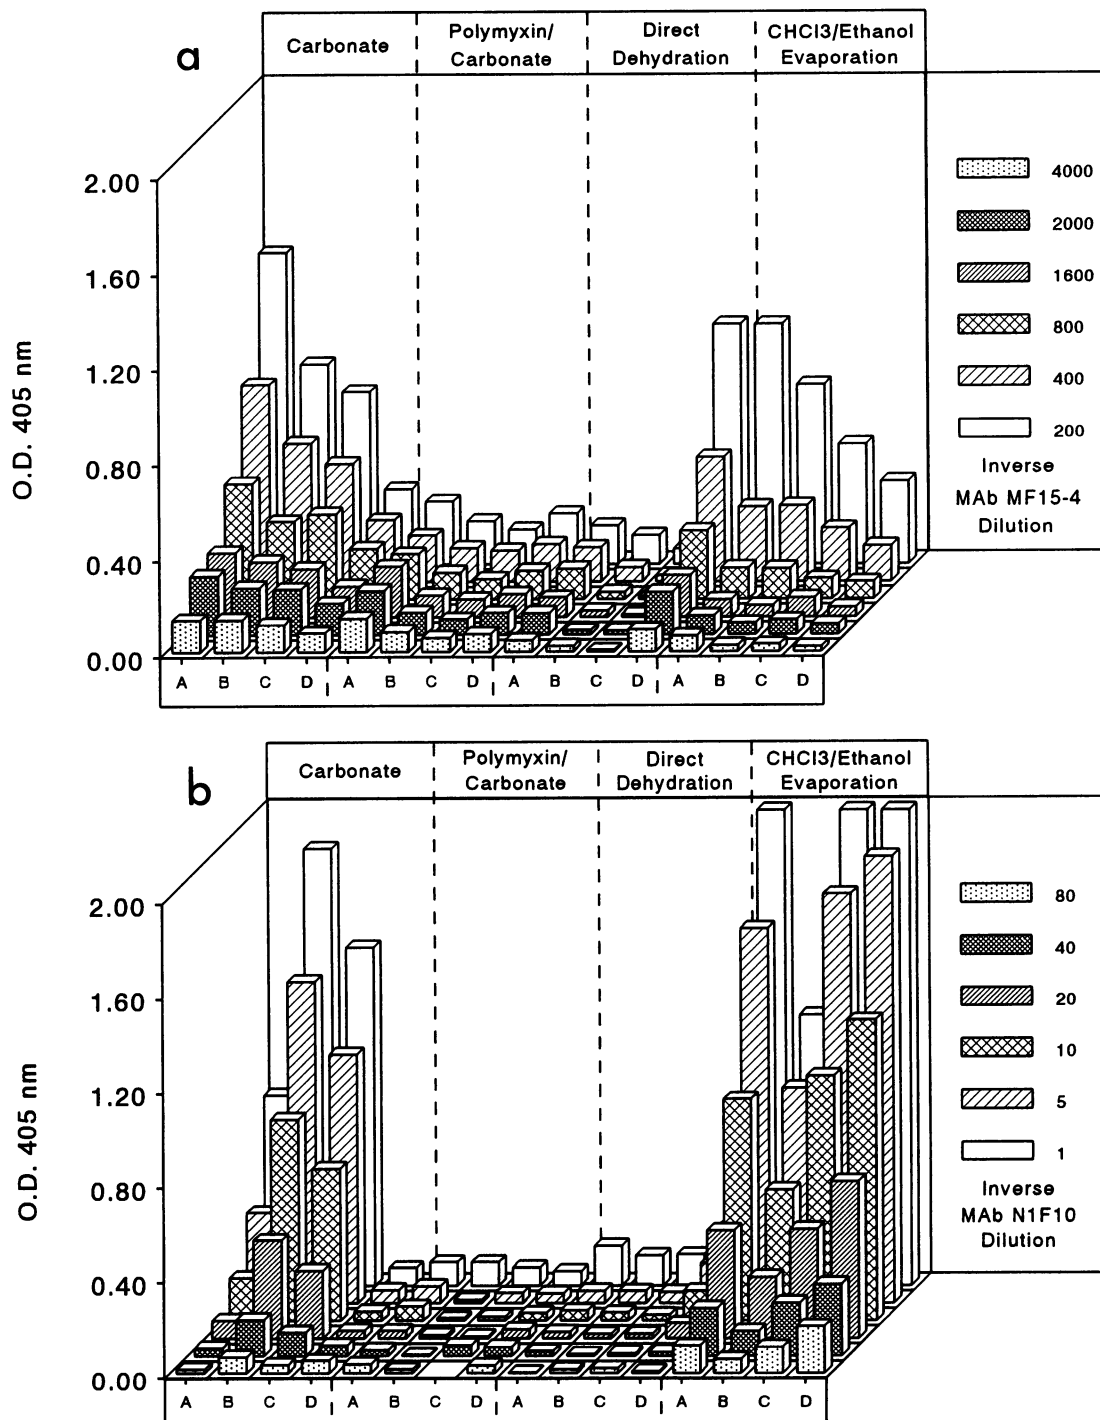 a
Carbonate
Polymyxin/
Carbonate
Direct
Dehydration
CHCl3/Ethanol
Evaporation
2.00
1.60
1.20
0.80
0.40
0.00
O.D. 405 nm
4000
2000
1600
800
400
200
Inverse
MAb MF15-4
Dilution
A B C D A B C D A B C D A B C D
b
Carbonate
Polymyxin/
Carbonate
Direct
Dehydration
CHCl3/Ethanol
Evaporation
2.00
1.60
1.20
0.80
0.40
0.00
O.D. 405 nm
80
40
20
10
5
1
Inverse
MAb N1F10
Dilution
A B C D A B C D A B C D A B C D